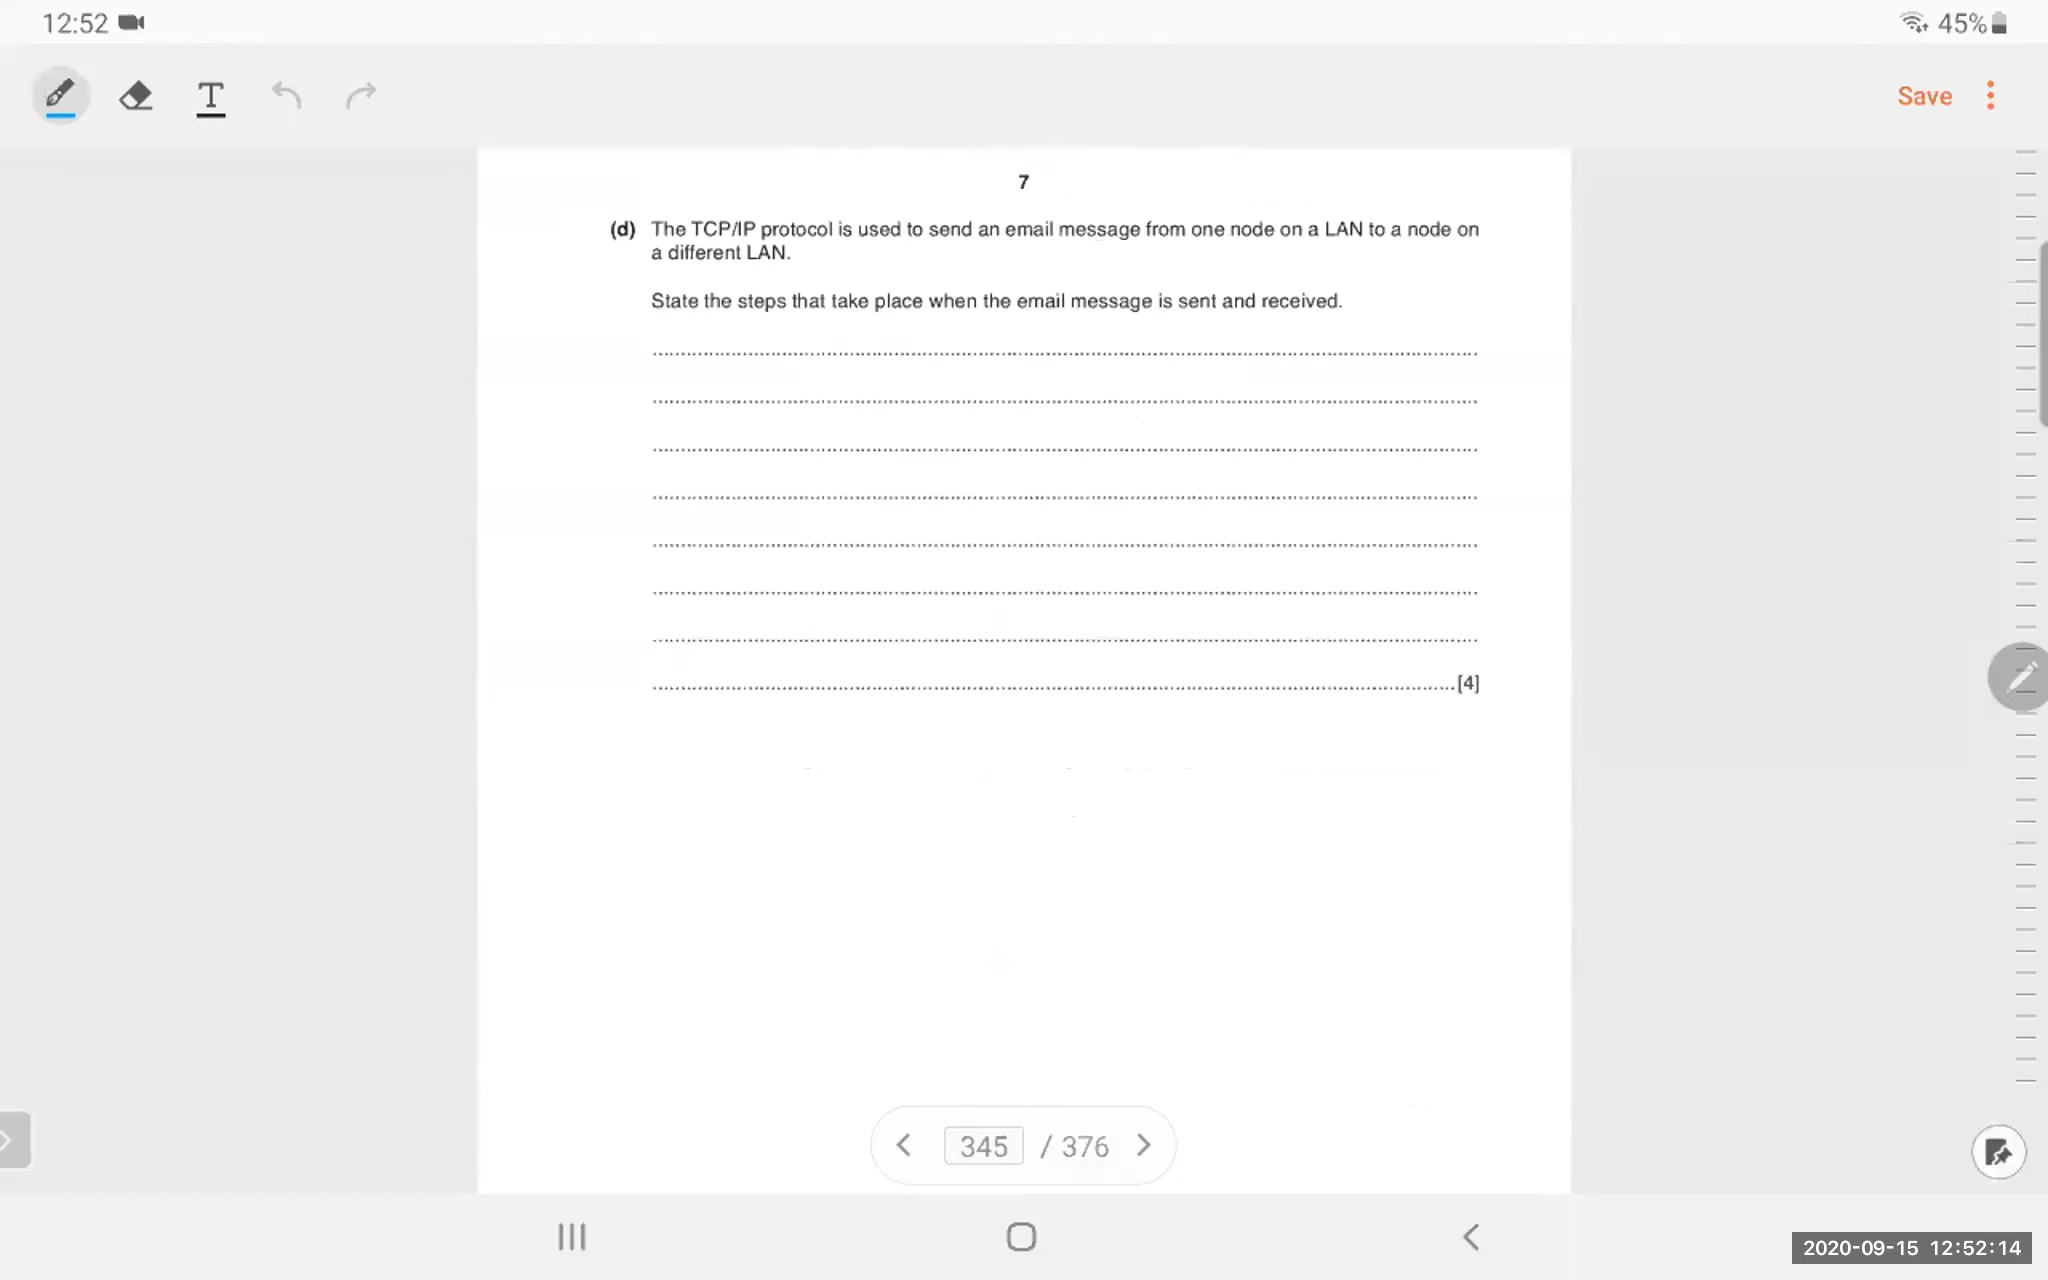 12:52
45%
T
Save
7
(d) The TCP/IP protocol is used to send an email message from one node on a LAN to a node on
a different LAN.
State the steps that take place when the email message is sent and received.
[4]
345 / 376
2020-09-15 12:52:14